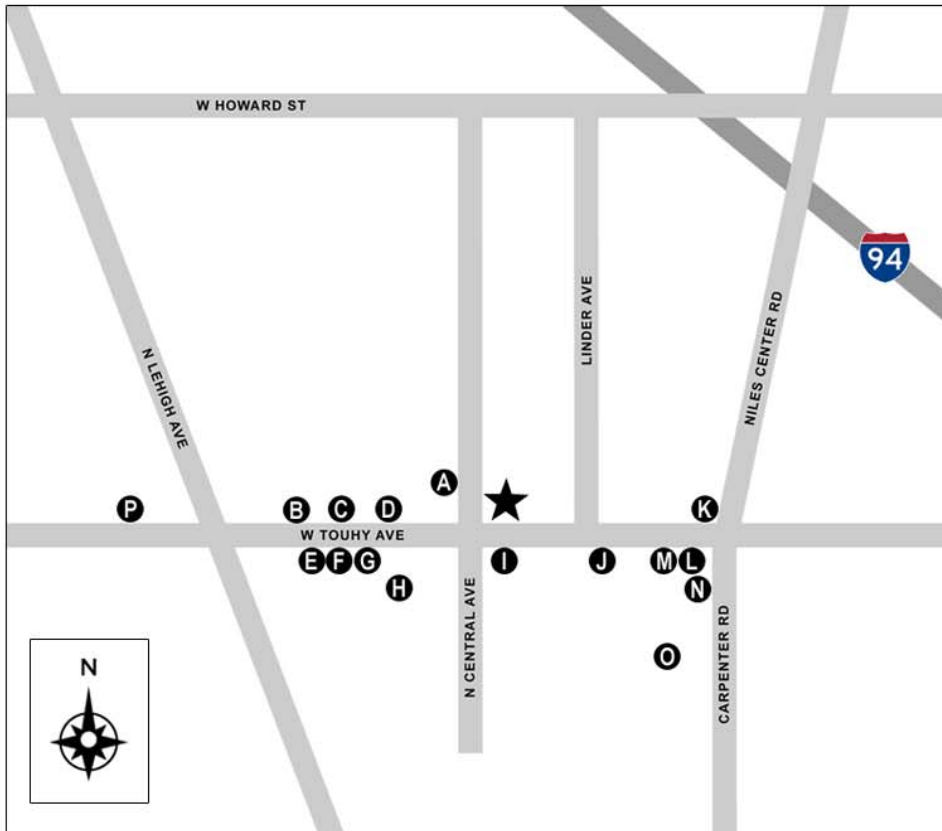 W HOWARD ST
94
LINDER AVE
NILES CENTER RD
N LEHIGH AVE
A
P
B
C
D
K
W TOUHY AVE
E
F
G
I
J
M
L
H
N
N CENTRAL AVE
CARPENTER RD
O
N